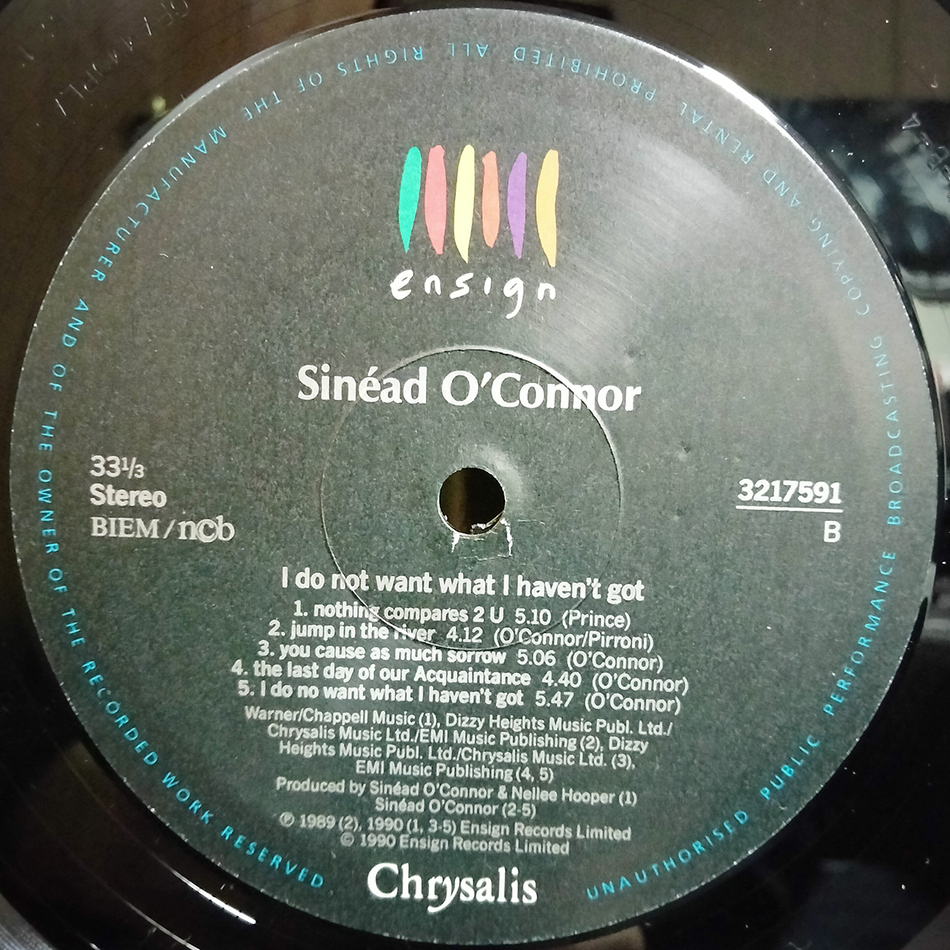 ensign
Sinéad O'Connor
33⅓
Stereo
BIEM/ncb
3217591
B
I do not want what I haven't got
1. nothing compares 2 U 5.10 (Prince)
2. jump in the river 4.12 (O'Connor/Pirroni)
3. you cause as much sorrow 5.06 (O'Connor)
4. the last day of our Acquaintance 4.40 (O'Connor)
5. I do no want what I haven't got 5.47 (O'Connor)
Warner/Chappell Music (1), Dizzy Heights Music Publ. Ltd./
Chrysalis Music Ltd./EMI Music Publishing (2), Dizzy
Heights Music Publ. Ltd./Chrysalis Music Ltd. (3),
EMI Music Publishing (4, 5)
Produced by Sinéad O'Connor & Nellee Hooper (1)
Sinéad O'Connor (2-5)
℗ 1989 (2), 1990 (1, 3-5) Ensign Records Limited
© 1990 Ensign Records Limited
Chrysalis
ALL RIGHTS OF THE MANUFACTURER AND OF THE OWNER OF THE RECORDED WORK RESERVED UNAUTHORISED PUBLIC PERFORMANCE BROADCASTING COPYING AND RENTAL PROHIBITED